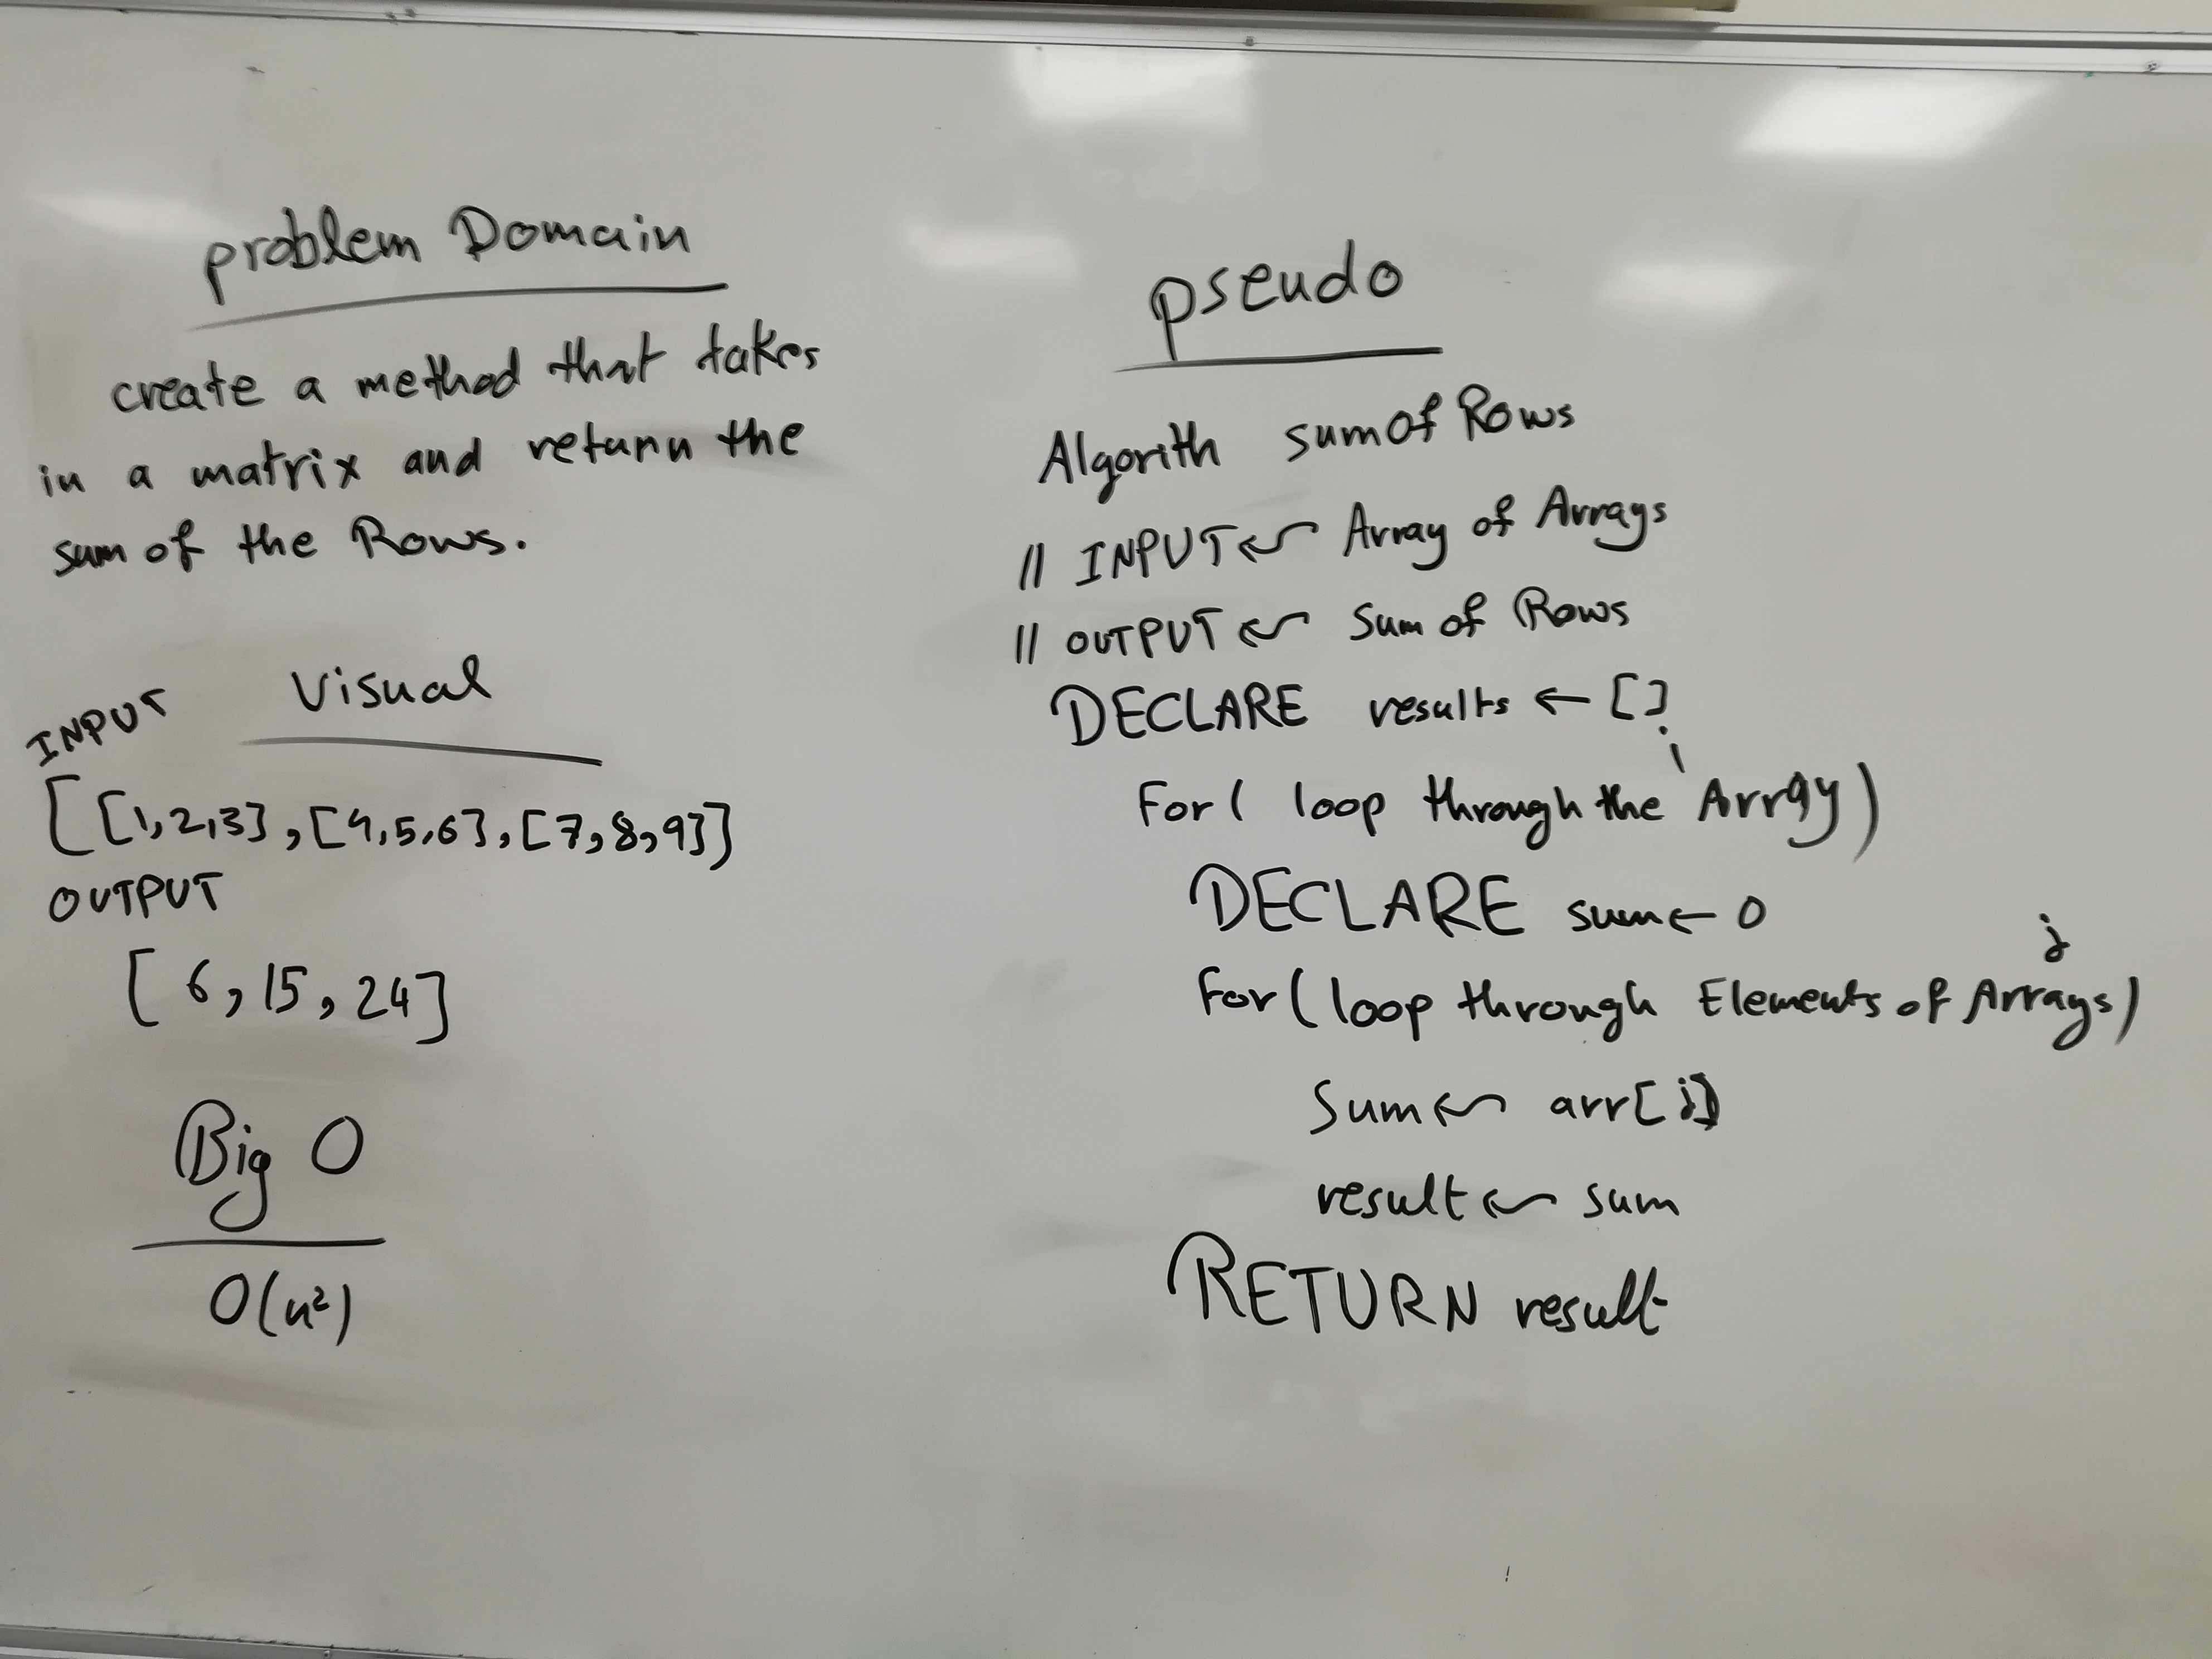 problem Domain
create a method that takes
in a matrix and return the
sum of the Rows.
Visual
INPUT
[[1,2,3],[4,5,6],[7,8,9]]
OUTPUT
[6,15,24]
Big O
O(n²)
pseudo
Algorith sumOf Rows
// INPUT ← Array of Arrays
// OUTPUT ← Sum of Rows
DECLARE results ← []
i
For( loop through the Array)
DECLARE sum ← 0
j
For(loop through Elements of Arrays)
Sum ← arr[j]
result ← sum
RETURN result